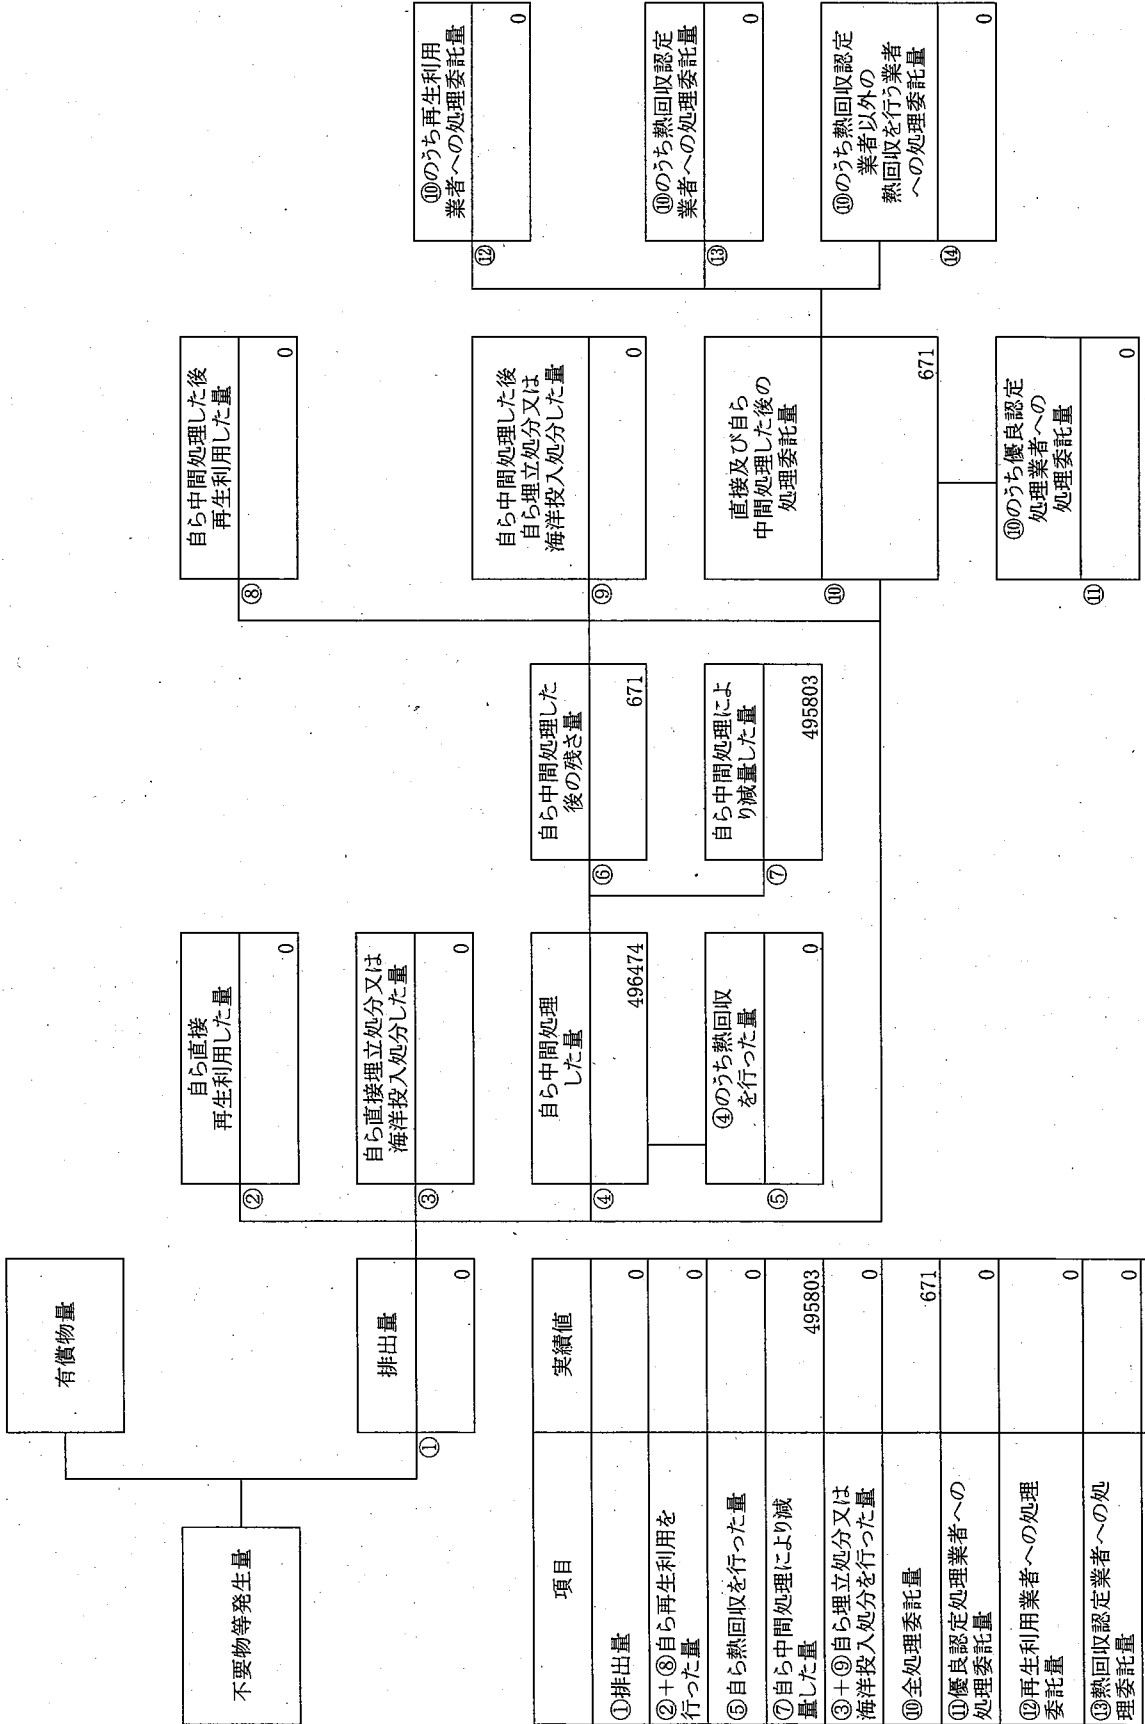 不要物等発生量
有償物量
排出量
①
0
自ら直接
再生利用した量
②
0
自ら直接埋立処分又は
海洋投入処分した量
③
0
自ら中間処理
した量
④
496474
④のうち熱回収
を行った量
⑤
0
自ら中間処理した
後の残さ量
⑥
671
自ら中間処理によ
り減量した量
⑦
495803
自ら中間処理した後
再生利用した量
⑧
0
自ら中間処理した後
自ら埋立処分又は
海洋投入処分した量
⑨
0
直接及び自ら
中間処理した後の
処理委託量
⑩
671
⑩のうち優良認定
処理業者への
処理委託量
⑪
0
⑩のうち再生利用
業者への処理委託量
⑫
0
⑩のうち熱回収認定
業者への処理委託量
⑬
0
⑩のうち熱回収認定
業者以外の
熱回収を行う業者
への処理委託量
⑭
0
項目 実績値
①排出量 0
②+⑧自ら再生利用を
行った量 0
⑤自ら熱回収を行った量 0
⑦自ら中間処理により減
量した量 495803
③+⑨自ら埋立処分又は
海洋投入処分を行った量 0
⑩全処理委託量 671
⑪優良認定処理業者への
処理委託量 0
⑫再生利用業者への処理
委託量 0
⑬熱回収認定業者への処
理委託量 0